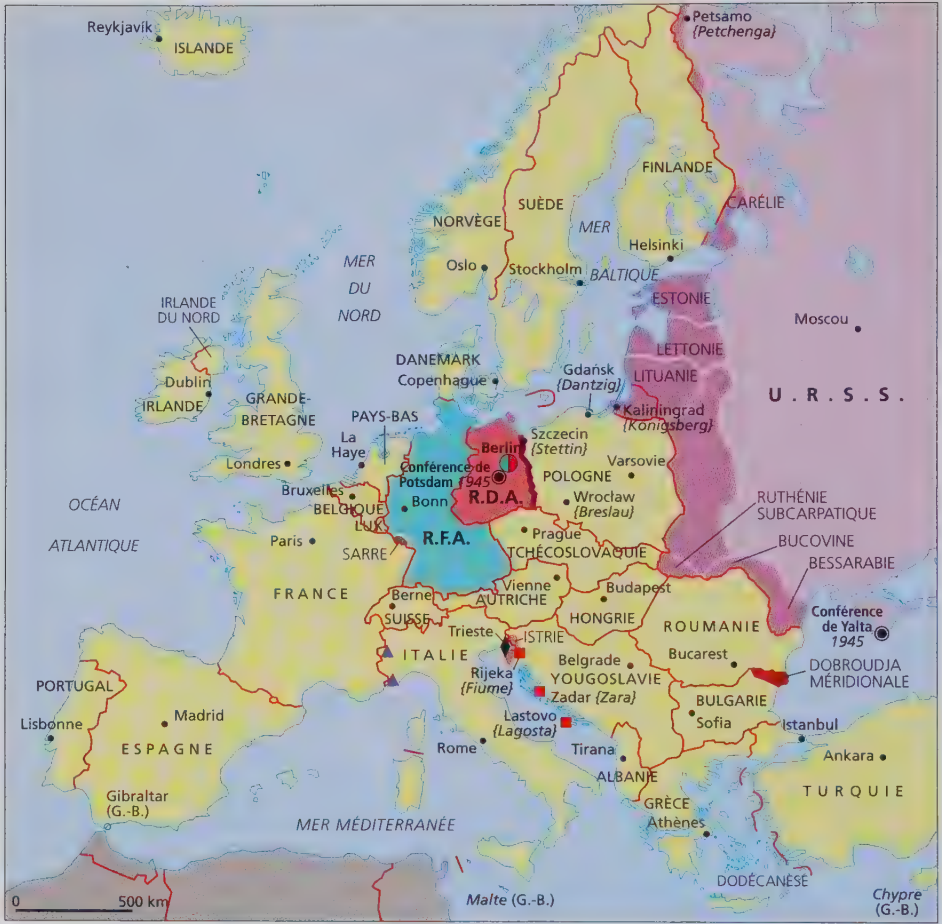 Reykjavík
ISLANDE
Petsamo
{Petchenga}
FINLANDE
CARÉLIE
SUÈDE
NORVÈGE
MER
BALTIQUE
Helsinki
Oslo
Stockholm
MER
DU
NORD
ESTONIE
IRLANDE
DU NORD
Moscou
LETTONIE
DANEMARK
Copenhague
Gdańsk
{Dantzig}
LITUANIE
Dublin
IRLANDE
GRANDE-
BRETAGNE
U.R.S.S.
PAYS-BAS
Kaliningrad
{Königsberg}
La
Haye
Berlin
Szczecin
{Stettin}
Londres
Conférence de
Potsdam 1945
POLOGNE
Varsovie
Bruxelles
BELGIQUE
Bonn
R.D.A.
Wrocław
{Breslau}
RUTHÉNIE
SUBCARPATIQUE
OCÉAN
ATLANTIQUE
LUX.
R.F.A.
Prague
TCHÉCOSLOVAQUIE
BUCOVINE
Paris
SARRE
BESSARABIE
FRANCE
Vienne
AUTRICHE
Budapest
Berne
SUISSE
HONGRIE
ROUMANIE
Conférence
de Yalta
1945
Trieste
ISTRIE
ITALIE
Belgrade
YOUGOSLAVIE
Bucarest
DOBROUDJA
MÉRIDIONALE
Rijeka
{Fiume}
Zadar {Zara}
PORTUGAL
Madrid
BULGARIE
Sofia
Lisbonne
ESPAGNE
Lastovo
{Lagosta}
Istanbul
Rome
Tirana
ALBANIE
Ankara
TURQUIE
Gibraltar
(G.-B.)
GRÈCE
Athènes
MER MÉDITERRANÉE
DODÉCANÈSE
0
500 km
Malte (G.-B.)
Chypre
(G.-B.)